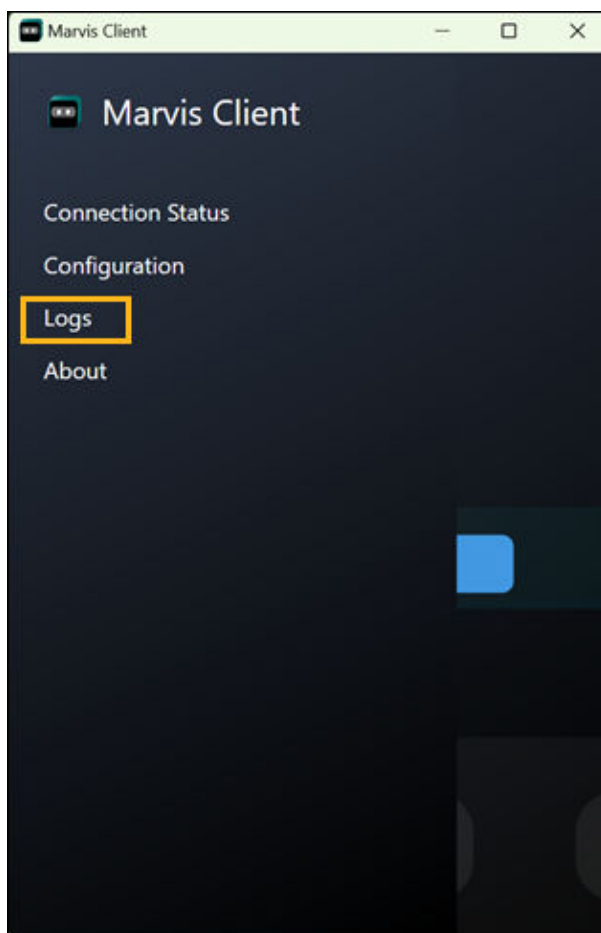 Marvis Client
Marvis Client
Connection Status
Configuration
Logs
About